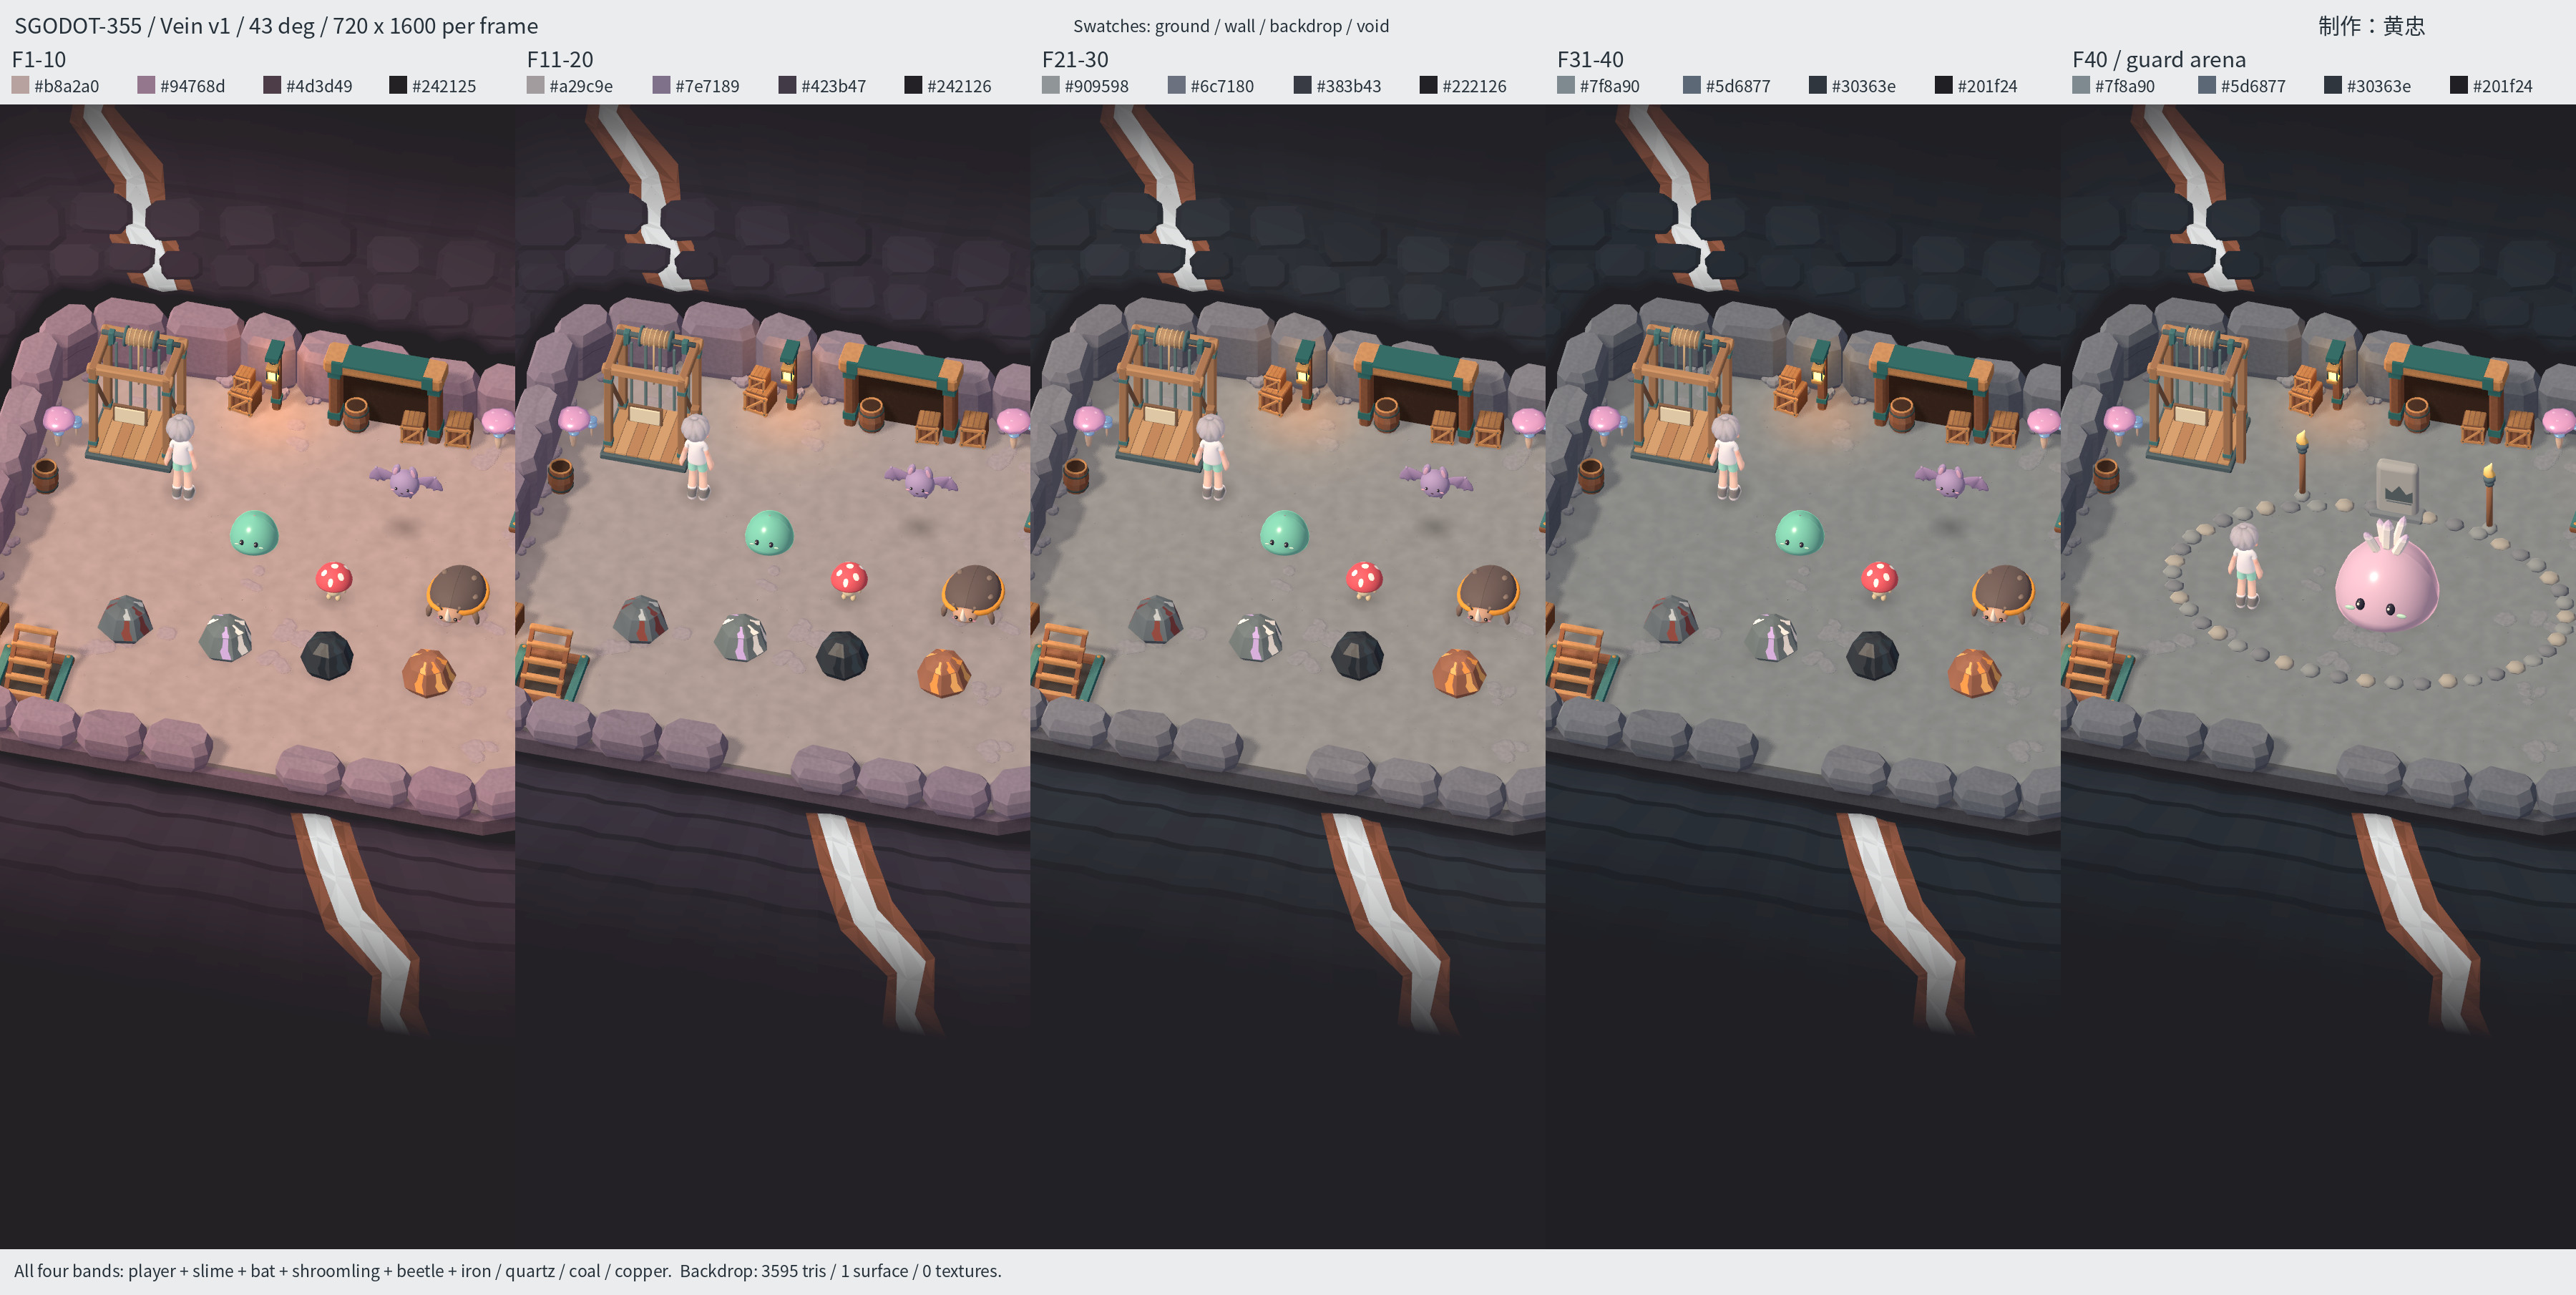 SGODOT-355 / Vein v1 / 43 deg / 720 x 1600 per frame
Swatches: ground / wall / backdrop / void
制作：黄忠
F1-10
#b8a2a0 #94768d #4d3d49 #242125
F11-20
#a29c9e #7e7189 #423b47 #242126
F21-30
#909598 #6c7180 #383b43 #222126
F31-40
#7f8a90 #5d6877 #30363e #201f24
F40 / guard arena
#7f8a90 #5d6877 #30363e #201f24
All four bands: player + slime + bat + shroomling + beetle + iron / quartz / coal / copper. Backdrop: 3595 tris / 1 surface / 0 textures.